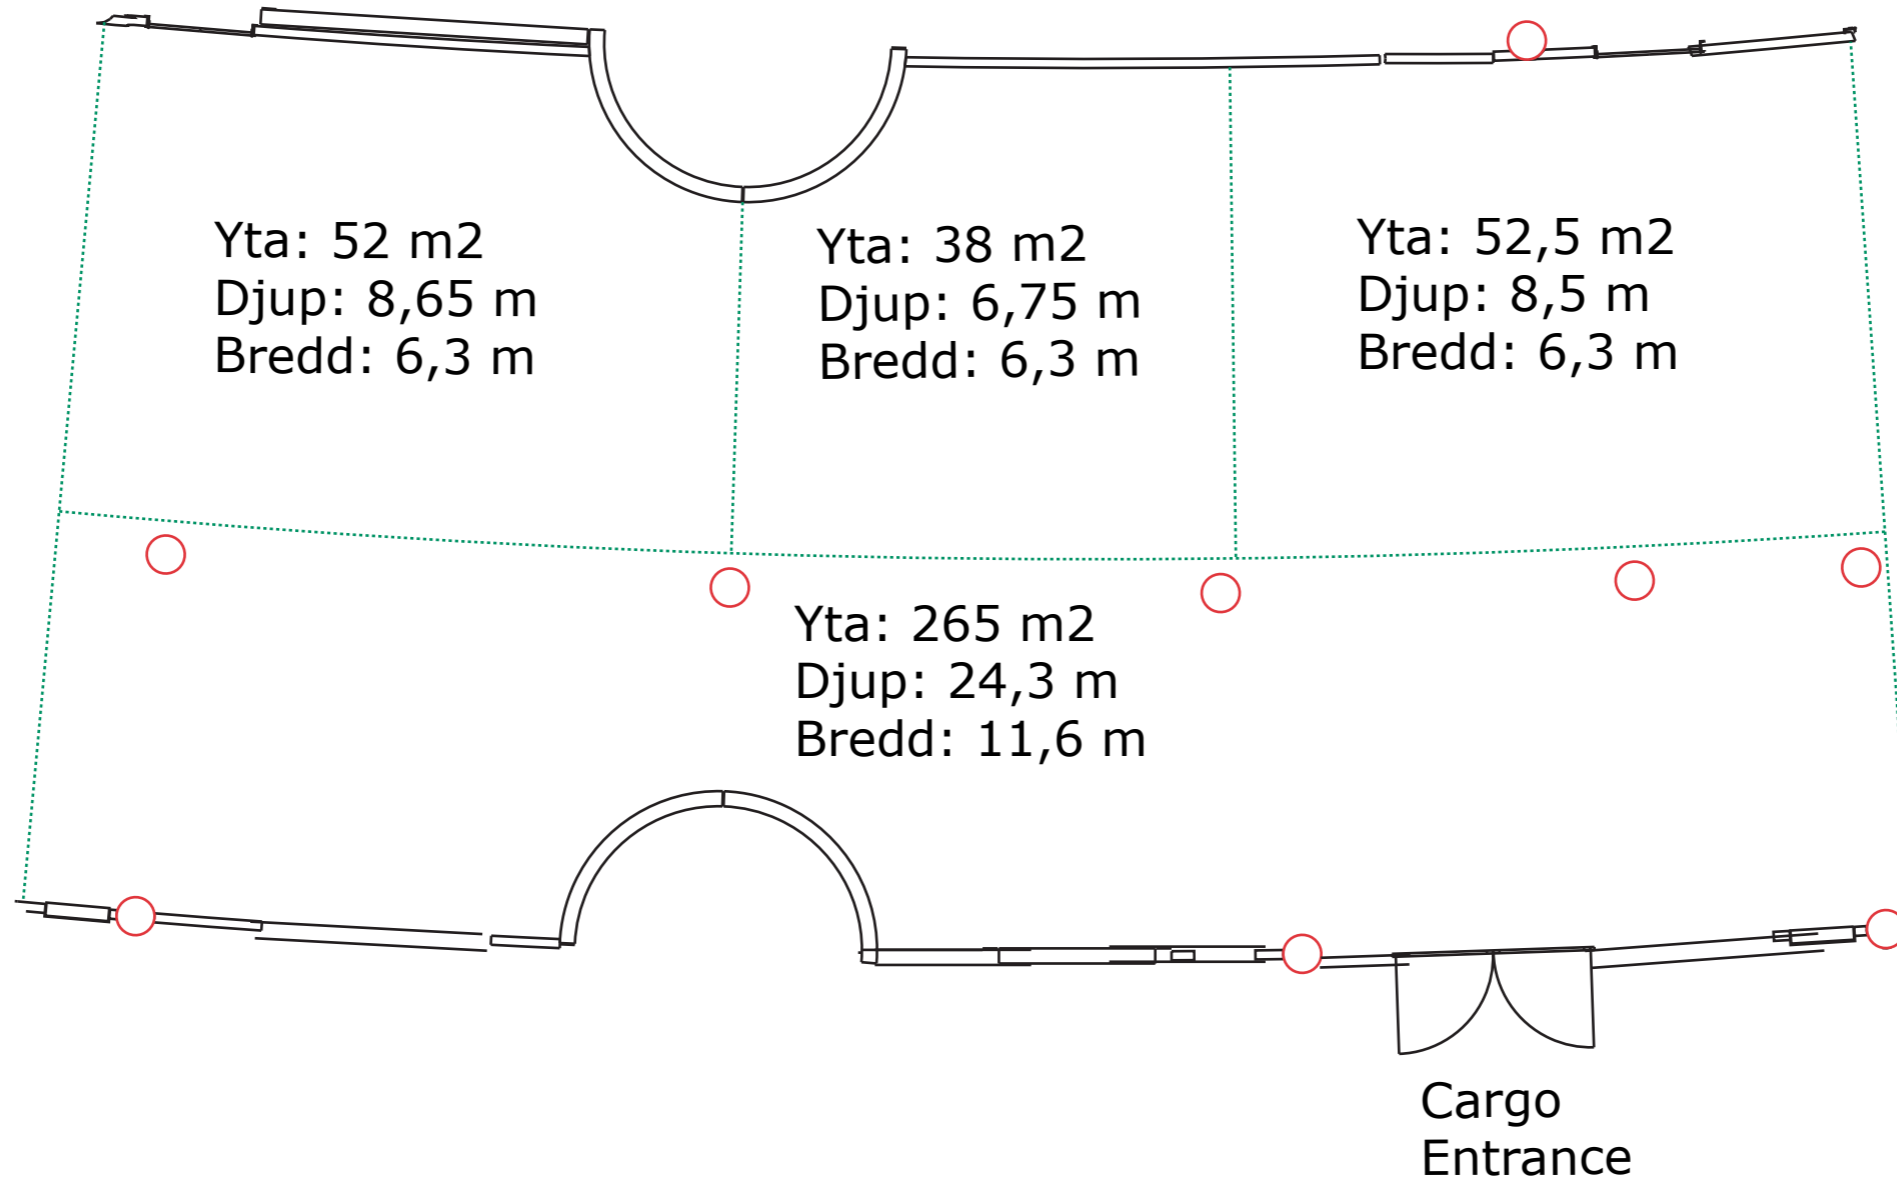 Yta: 52 m2
Djup: 8,65 m
Bredd: 6,3 m
Yta: 38 m2
Djup: 6,75 m
Bredd: 6,3 m
Yta: 52,5 m2
Djup: 8,5 m
Bredd: 6,3 m
Yta: 265 m2
Djup: 24,3 m
Bredd: 11,6 m
Cargo
Entrance